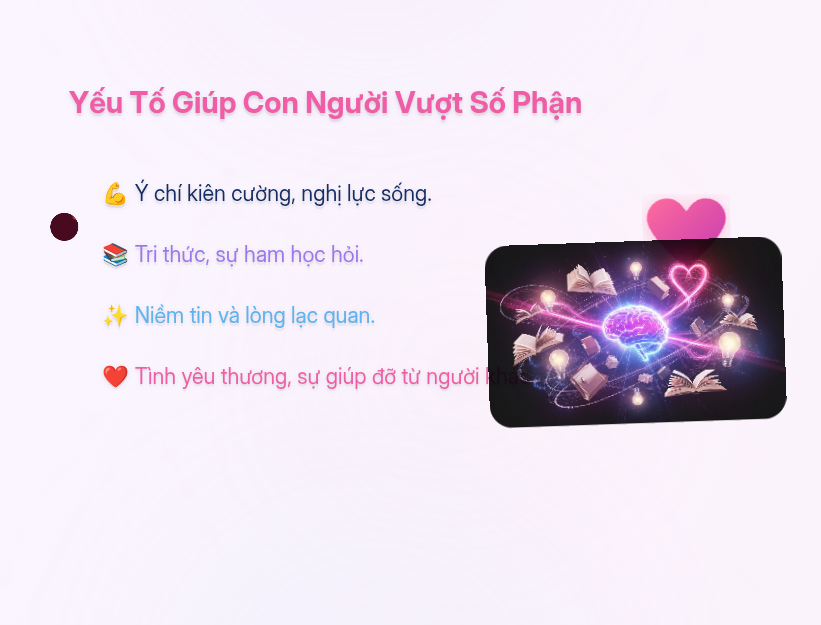 Yếu Tố Giúp Con Người Vượt Số Phận
💪 Ý chí kiên cường, nghị lực sống.
📚 Tri thức, sự ham học hỏi.
✨ Niềm tin và lòng lạc quan.
❤️ Tình yêu thương, sự giúp đỡ từ người